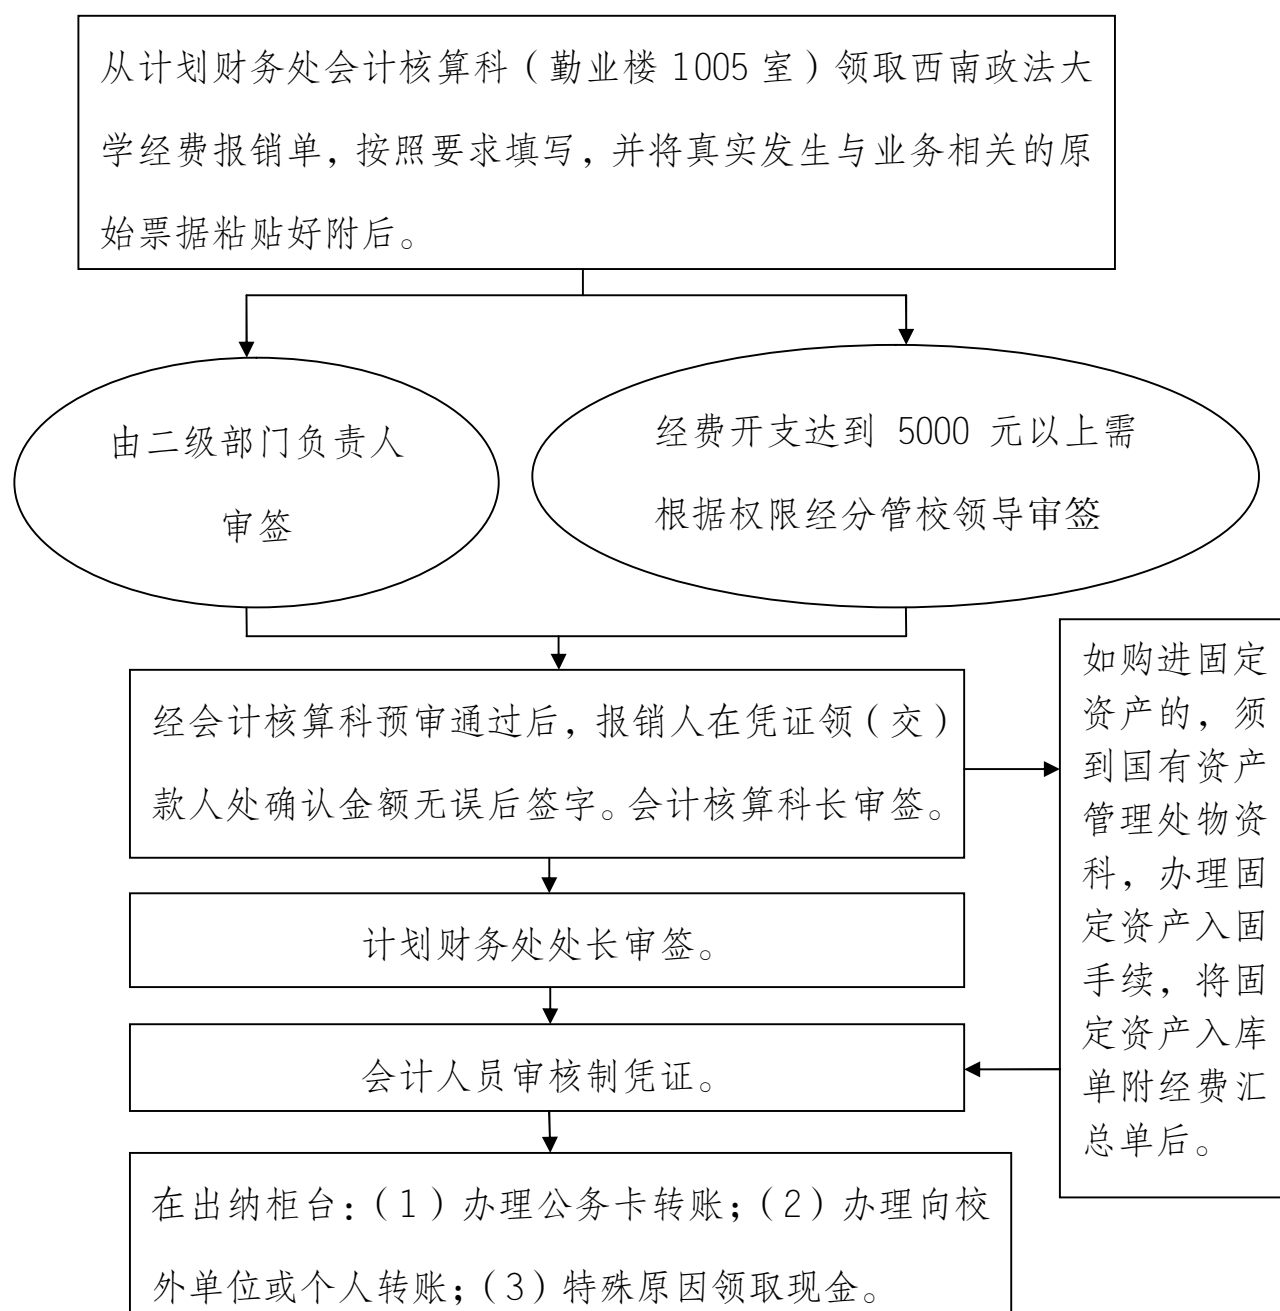 从计划财务处会计核算科（勤业楼 1005 室）领取西南政法大
学经费报销单，按照要求填写，并将真实发生与业务相关的原
始票据粘贴好附后。
由二级部门负责人
审签
经费开支达到 5000 元以上需
根据权限经分管校领导审签
经会计核算科预审通过后，报销人在凭证领（交）
款人处确认金额无误后签字。会计核算科长审签。
如购进固定
资产的，须
到国有资产
管理处物资
科，办理固
定资产入固
手续，将固
定资产入库
单附经费汇
总单后。
计划财务处处长审签。
会计人员审核制凭证。
在出纳柜台：（1）办理公务卡转账；（2）办理向校
外单位或个人转账；（3）特殊原因领取现金。